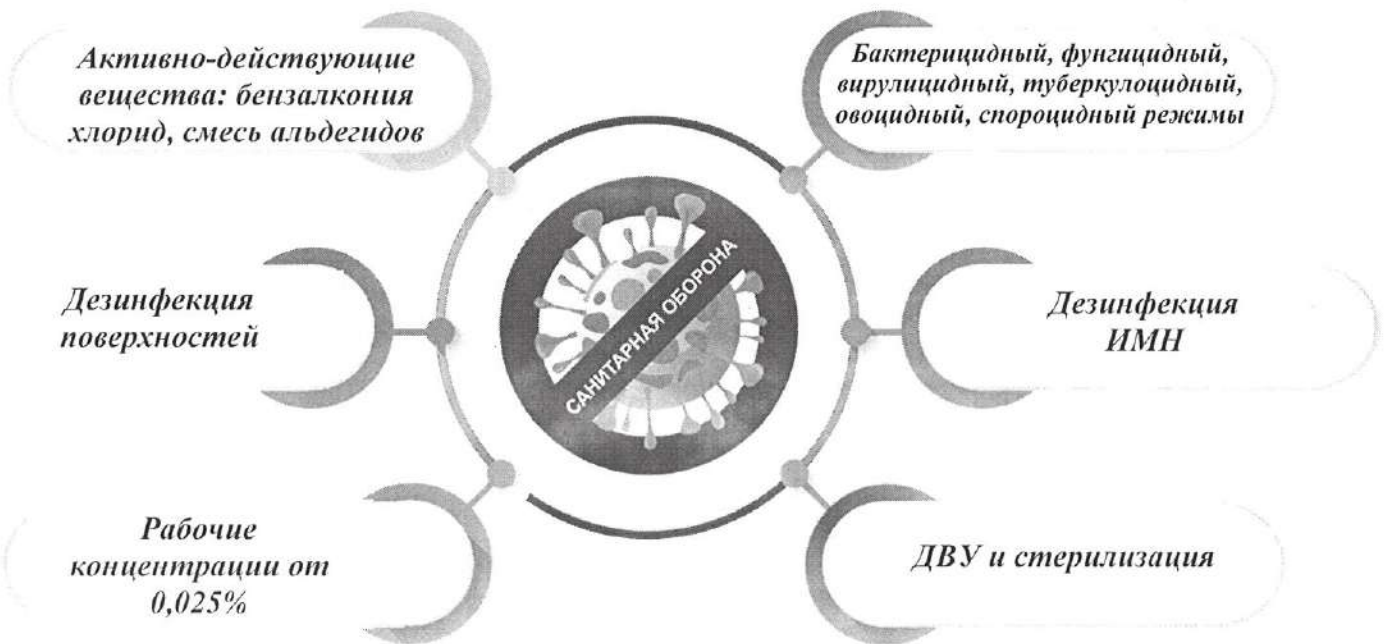 Активно-действующие
вещества: бензалкония
хлорид, смесь альдегидов
Бактерицидный, фунгицидный,
вирулицидный, туберкулоцидный,
овоцидный, спороцидный режимы
Дезинфекция
поверхностей
САНИТАРНАЯ ОБОРОНА
Дезинфекция
ИМН
Рабочие
концентрации от
0,025%
ДВУ и стерилизация